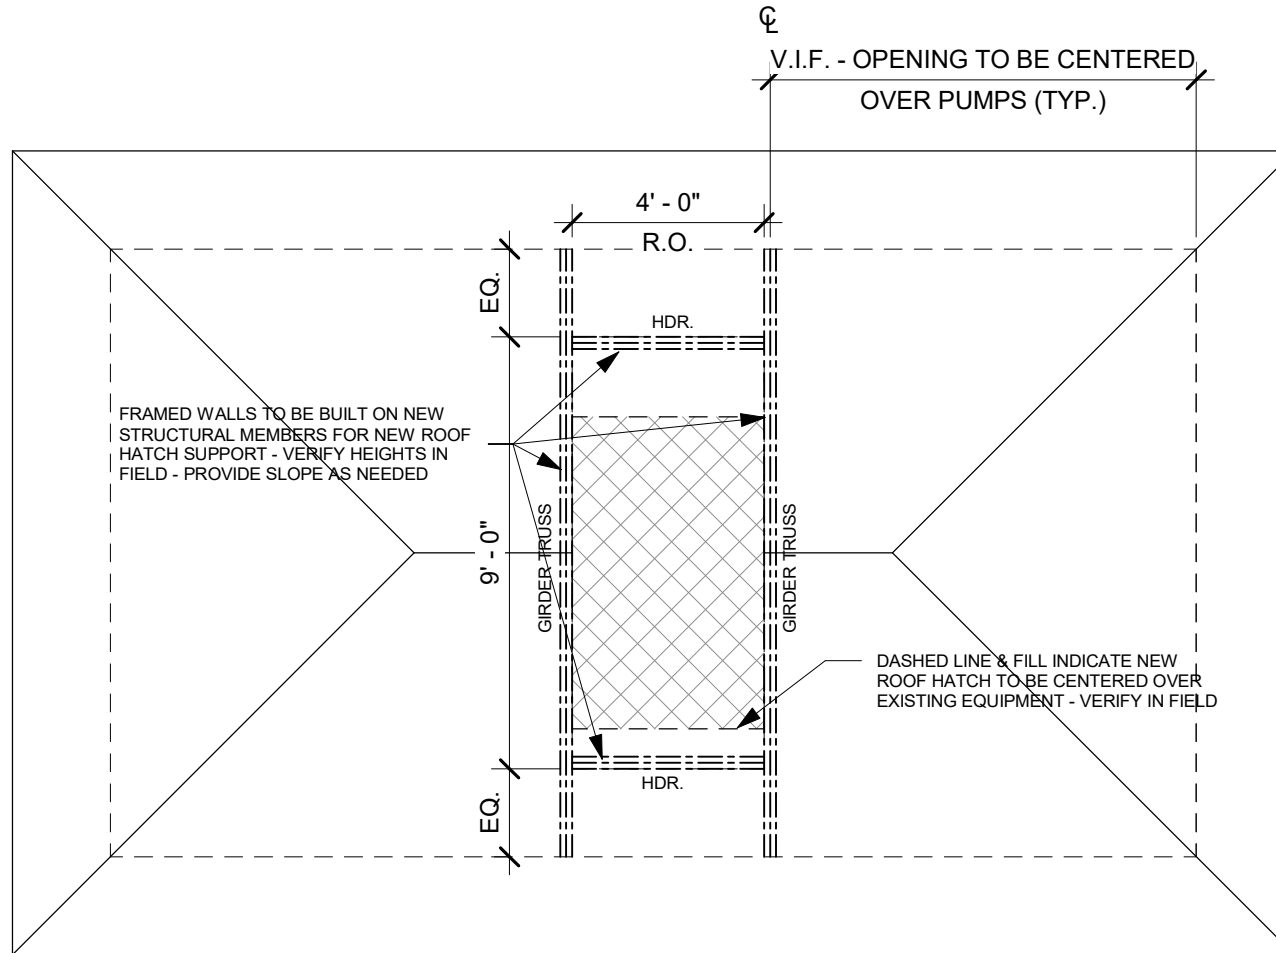 ℄
V.I.F. - OPENING TO BE CENTERED
OVER PUMPS (TYP.)
4' - 0"
R.O.
EQ.
HDR.
FRAMED WALLS TO BE BUILT ON NEW
STRUCTURAL MEMBERS FOR NEW ROOF
HATCH SUPPORT - VERIFY HEIGHTS IN
FIELD - PROVIDE SLOPE AS NEEDED
9' - 0"
GIRDER TRUSS
GIRDER TRUSS
DASHED LINE & FILL INDICATE NEW
ROOF HATCH TO BE CENTERED OVER
EXISTING EQUIPMENT - VERIFY IN FIELD
HDR.
EQ.